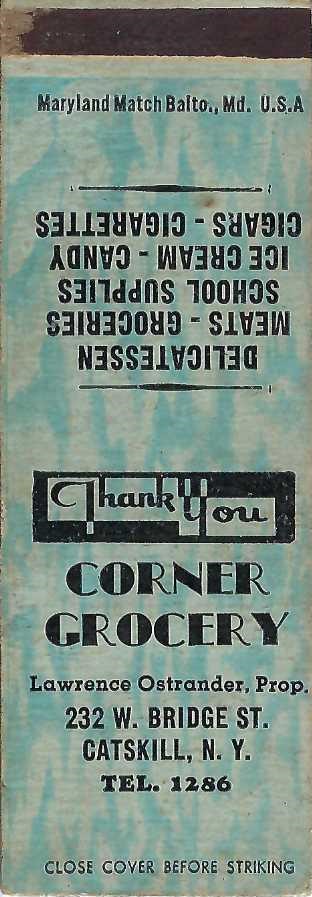 Maryland Match Balto., Md. U.S.A
DELICATESSEN
MEATS - GROCERIES
SCHOOL SUPPLIES
ICE CREAM - CANDY
CIGARS - CIGARETTES
Thank You
CORNER
GROCERY
Lawrence Ostrander, Prop.
232 W. BRIDGE ST.
CATSKILL, N. Y.
TEL. 1286
CLOSE COVER BEFORE STRIKING